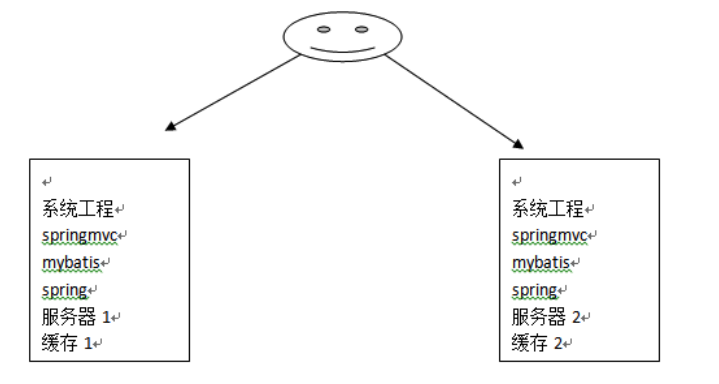 系统工程
springmvc
mybatis
spring
服务器 1
缓存 1
系统工程
springmvc
mybatis
spring
服务器 2
缓存 2